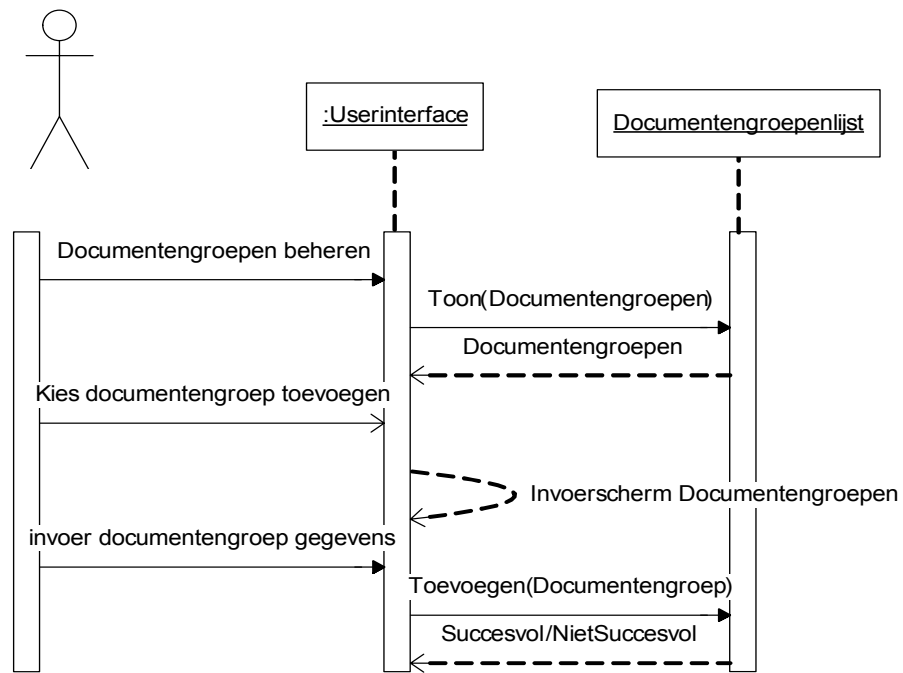 :Userinterface
Documentengroepenlijst
Documentengroepen beheren
Toon(Documentengroepen)
Documentengroepen
Kies documentengroep toevoegen
Invoerscherm Documentengroepen
invoer documentengroep gegevens
Toevoegen(Documentengroep)
Succesvol/NietSuccesvol